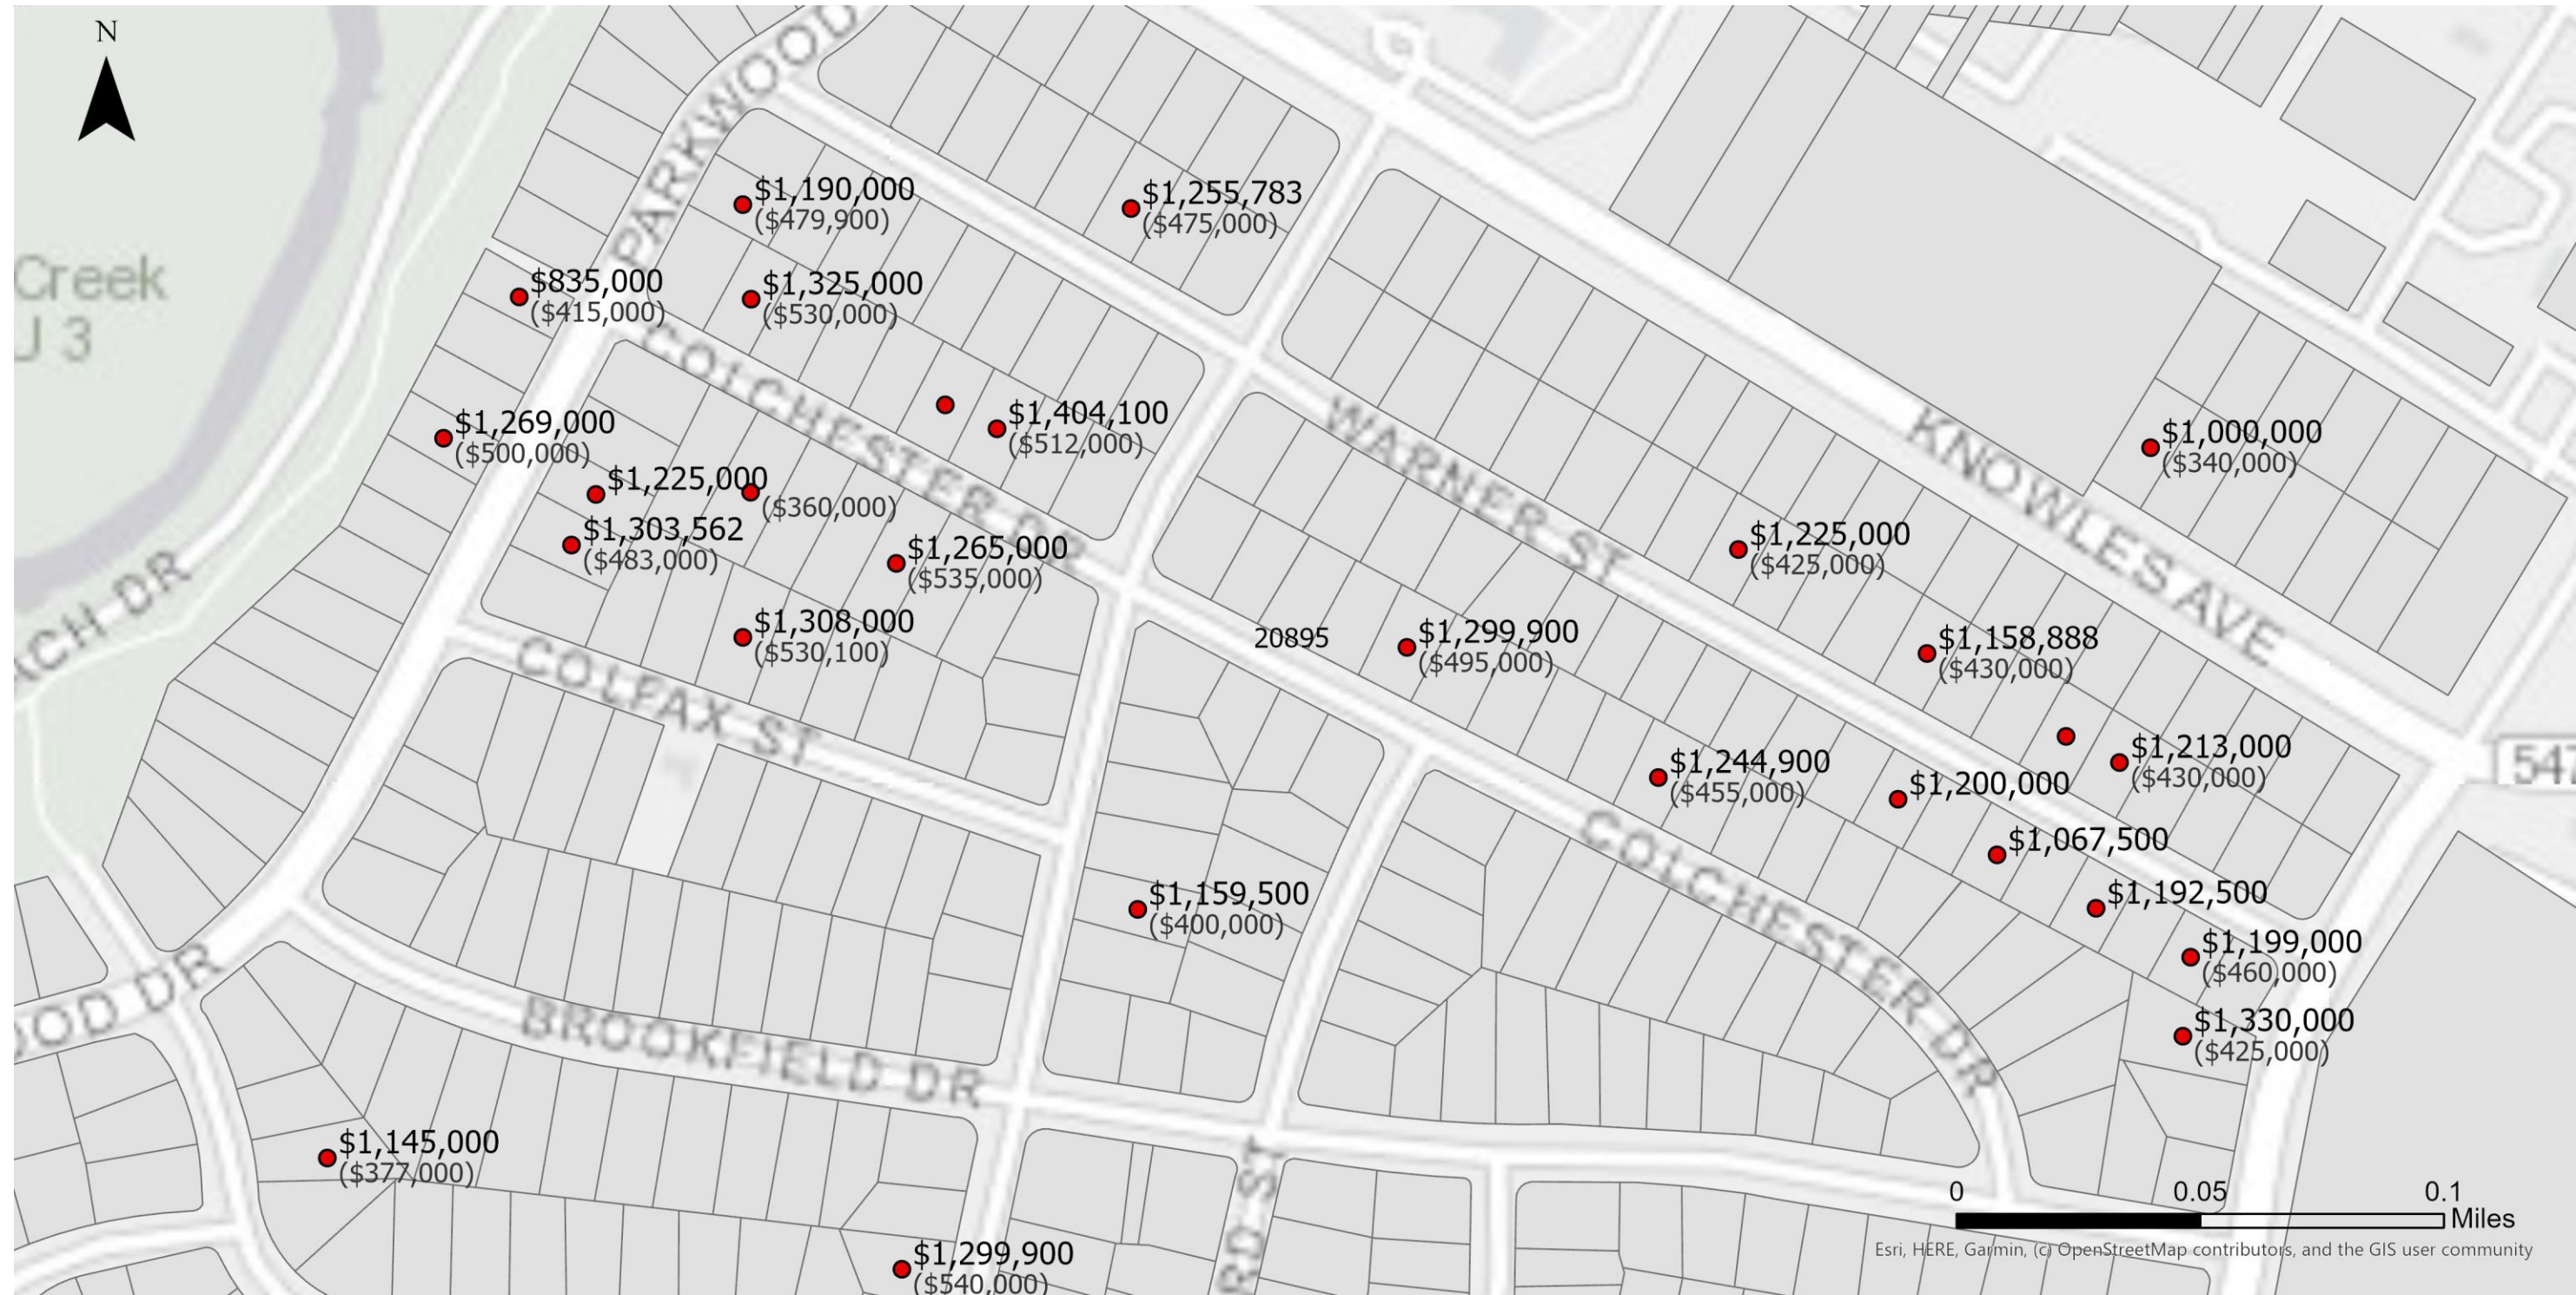 N
PARKWOOD
$1,190,000
($479,900)
$1,255,783
($475,000)
Creek
U 3
$835,000
($415,000)
$1,325,000
($530,000)
COLCHESTER DR
$1,269,000
($500,000)
$1,404,100
($512,000)
WARNER ST
KNOWLES AVE
$1,000,000
($340,000)
$1,225,000
($360,000)
$1,303,562
($483,000)
$1,265,000
($535,000)
$1,225,000
($425,000)
ACH DR
$1,308,000
($530,100)
20895
$1,299,900
($495,000)
$1,158,888
($430,000)
COLFAX ST
$1,244,900
($455,000)
$1,200,000
$1,213,000
($430,000)
547
COLCHESTER DR
$1,067,500
$1,159,500
($400,000)
$1,192,500
$1,199,000
($460,000)
OOD DR
BROOKFIELD DR
$1,330,000
($425,000)
$1,145,000
($377,000)
RD ST
0 0.05 0.1
Miles
$1,299,900
($540,000)
Esri, HERE, Garmin, (c) OpenStreetMap contributors, and the GIS user community